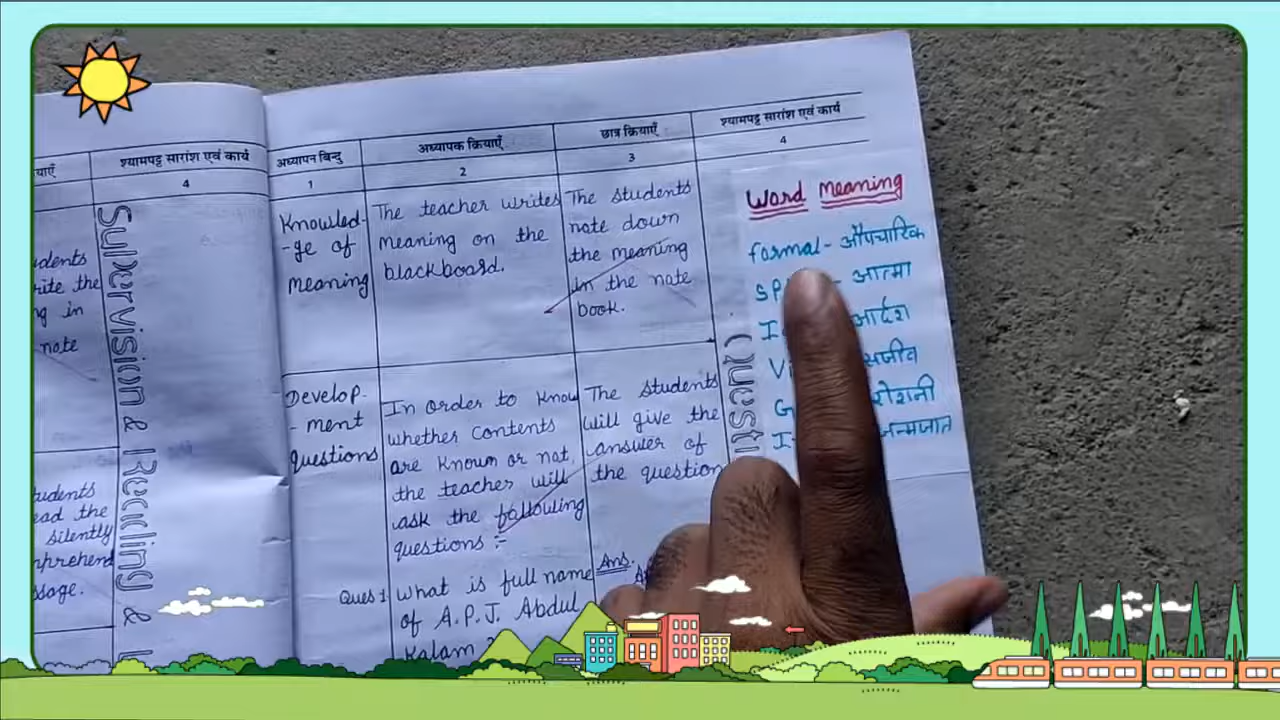 याएँ
श्यामपट्ट सारांश एवं कार्य
4
udents
rite the
ng in
note
udents
ead the
silently
mprehend
ssage.
Supervision &
अध्यापन बिन्दु
अध्यापक क्रियाएँ
छात्र क्रियाएँ
श्यामपट्ट सारांश एवं कार्य
1
2
3
4
Knowled-
-ge of
meaning
The teacher writes
meaning on the
blackboard.
The students
note down
the meaning
in the note
book.
Word Meaning
formal - औपचारिक
आत्मा
आर्दश
सजीव
रोशनी
जन्मजात
Develop-
-ment
questions
In order to know
whether contents
are known or not,
the teacher will
ask the following
questions :-
The students
will give the
answer of
the question
Questi
Ques 1
What is full name
of A.P.J. Abdul
Kalam ?
Ans.